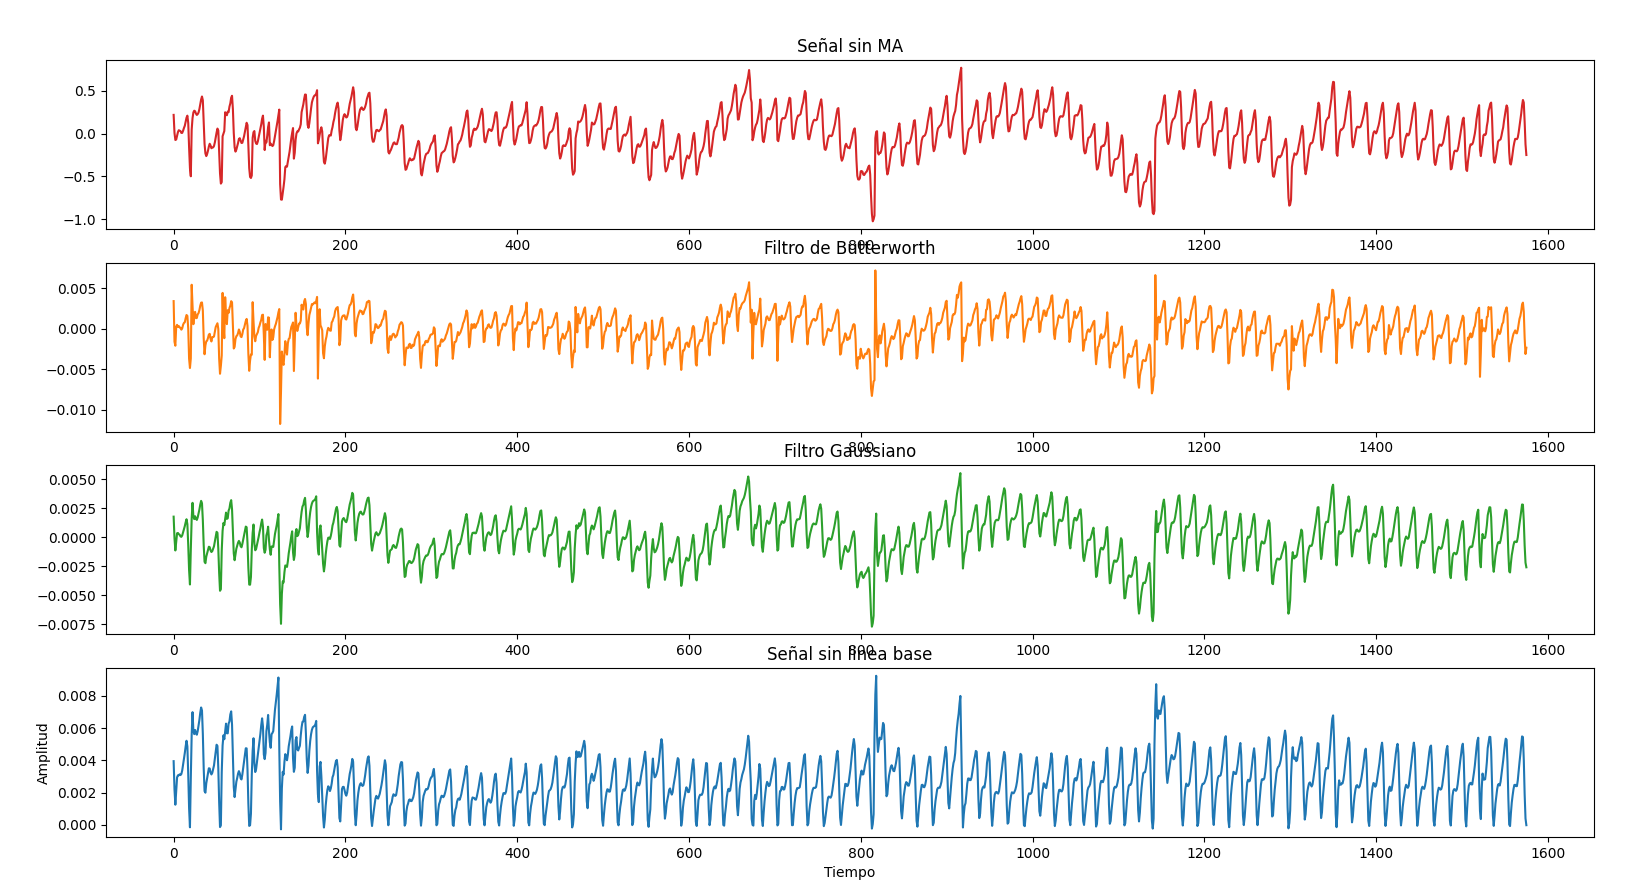 Señal sin MA
0.5
0.0
−0.5
−1.0
0 200 400 600 800 1000 1200 1400 1600
Filtro de Butterworth
0.005
0.000
−0.005
−0.010
0 200 400 600 800 1000 1200 1400 1600
Filtro Gaussiano
0.0050
0.0025
0.0000
−0.0025
−0.0050
−0.0075
0 200 400 600 800 1000 1200 1400 1600
Señal sin linea base
0.008
0.006
0.004
0.002
0.000
Amplitud
0 200 400 600 800 1000 1200 1400 1600
Tiempo